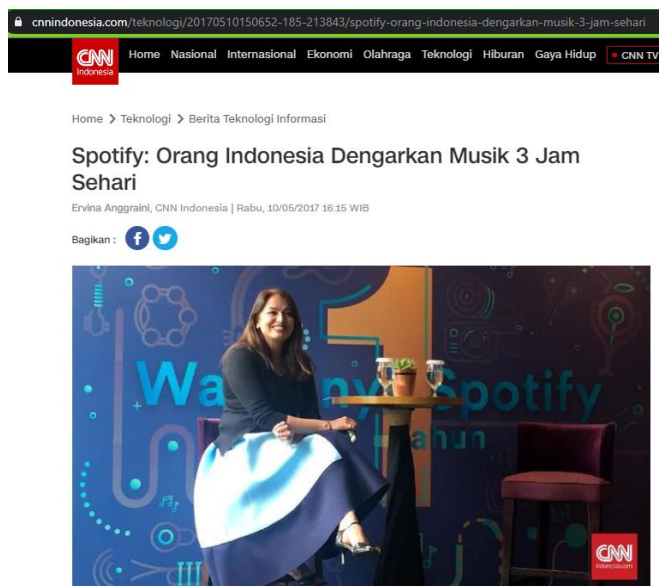 cnnindonesia.com/teknologi/20170510150652-185-213843/spotify-orang-indonesia-dengarkan-musik-3-jam-sehari
CNN Indonesia
Home Nasional Internasional Ekonomi Olahraga Teknologi Hiburan Gaya Hidup • CNN TV
Home > Teknologi > Berita Teknologi Informasi
Spotify: Orang Indonesia Dengarkan Musik 3 Jam
Sehari
Ervina Anggraini, CNN Indonesia | Rabu, 10/05/2017 16:15 WIB
Bagikan :
1
Spotify
ahun
CNN
Indonesia.com